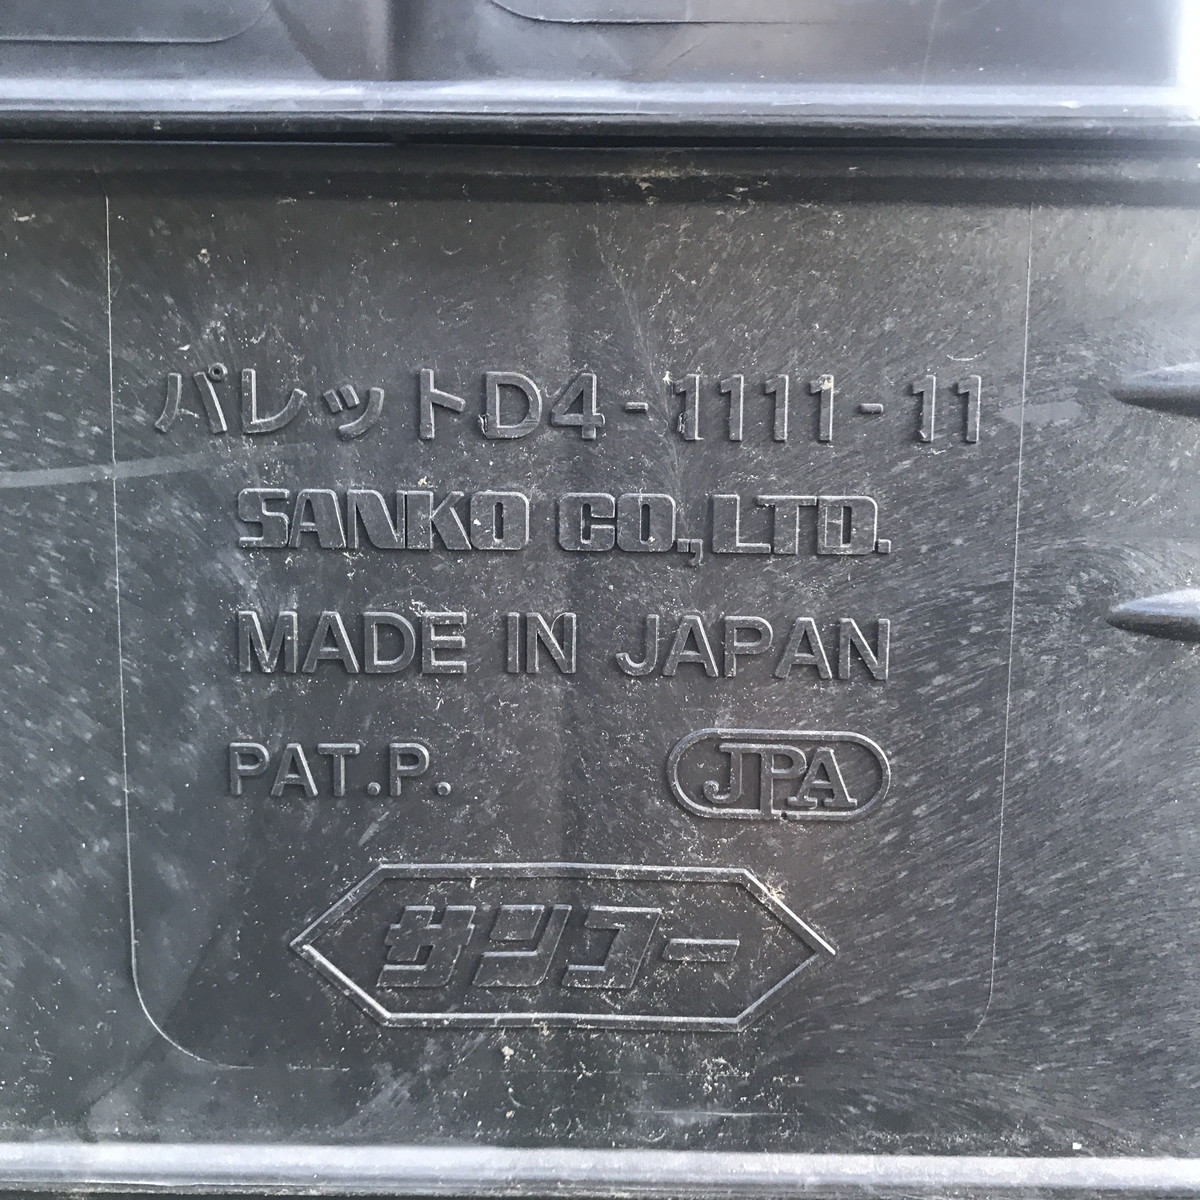 パレットD4-1111-11
SANKO CO.,LTD.
MADE IN JAPAN
PAT.P. JPA
サンコー